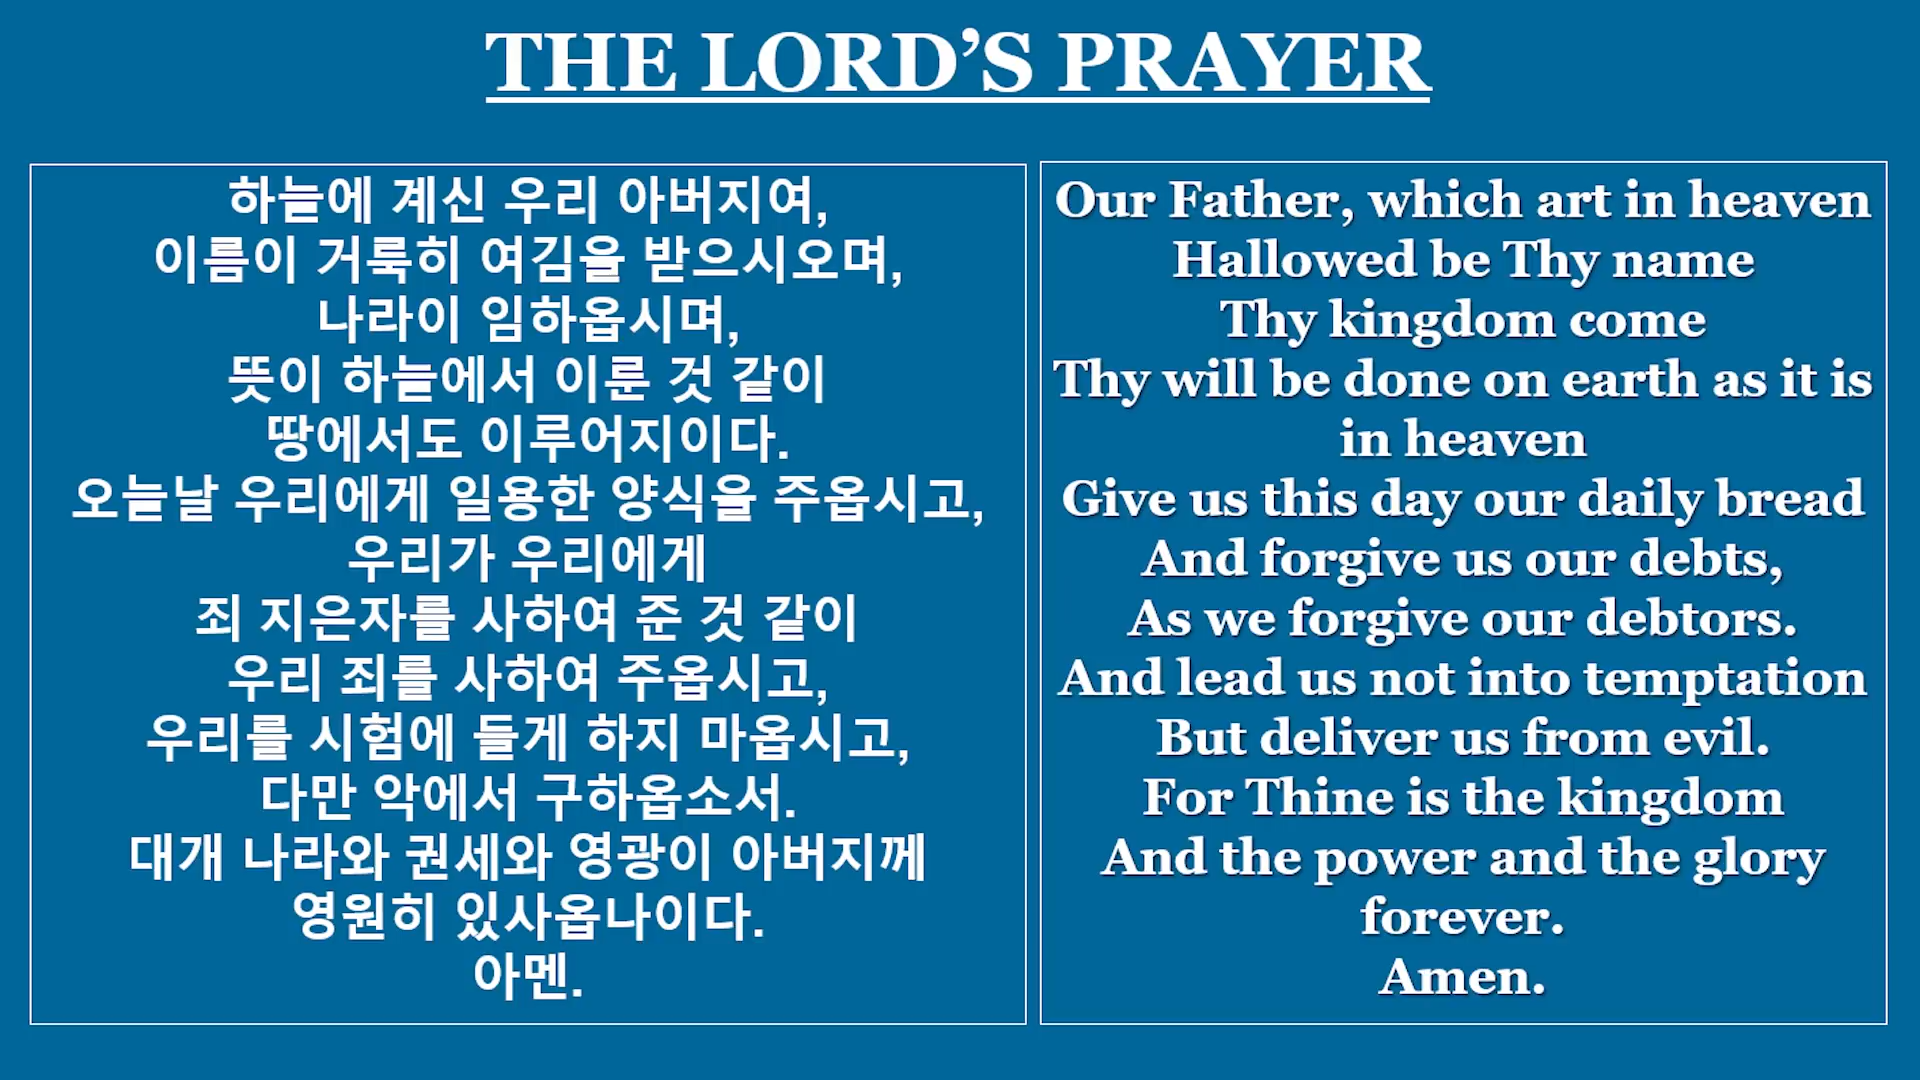 THE LORD’S PRAYER
하늘에 계신 우리 아버지여,
이름이 거룩히 여김을 받으시오며,
나라이 임하옵시며,
뜻이 하늘에서 이룬 것 같이
땅에서도 이루어지이다.
오늘날 우리에게 일용한 양식을 주옵시고,
우리가 우리에게
죄 지은자를 사하여 준 것 같이
우리 죄를 사하여 주옵시고,
우리를 시험에 들게 하지 마옵시고,
다만 악에서 구하옵소서.
대개 나라와 권세와 영광이 아버지께
영원히 있사옵나이다.
아멘.
Our Father, which art in heaven
Hallowed be Thy name
Thy kingdom come
Thy will be done on earth as it is
in heaven
Give us this day our daily bread
And forgive us our debts,
As we forgive our debtors.
And lead us not into temptation
But deliver us from evil.
For Thine is the kingdom
And the power and the glory
forever.
Amen.